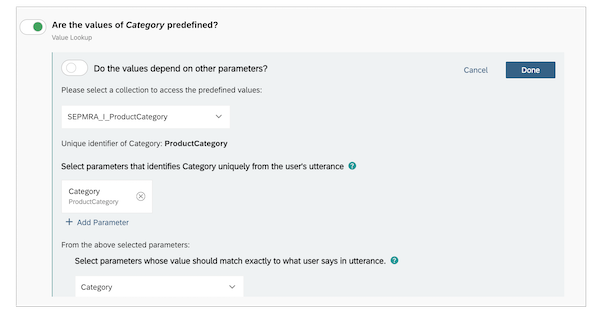 Are the values of Category predefined?
Value Lookup
Do the values depend on other parameters?
Cancel
Done
Please select a collection to access the predefined values:
SEPMRA_I_ProductCategory
Unique identifier of Category: ProductCategory
Select parameters that identifies Category uniquely from the user's utterance ?
Category
ProductCategory
+ Add Parameter
From the above selected parameters:
Select parameters whose value should match exactly to what user says in utterance. ?
Category